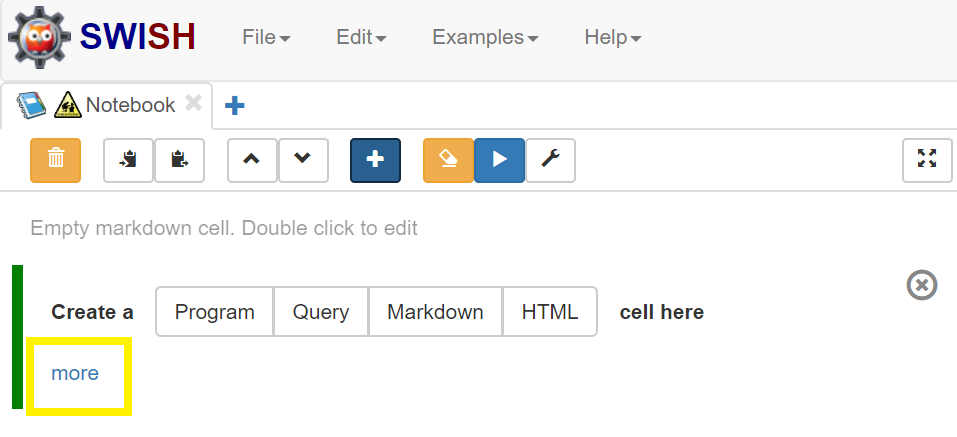 SWISH File Edit Examples Help
Notebook
Empty markdown cell. Double click to edit
Create a Program Query Markdown HTML cell here
more